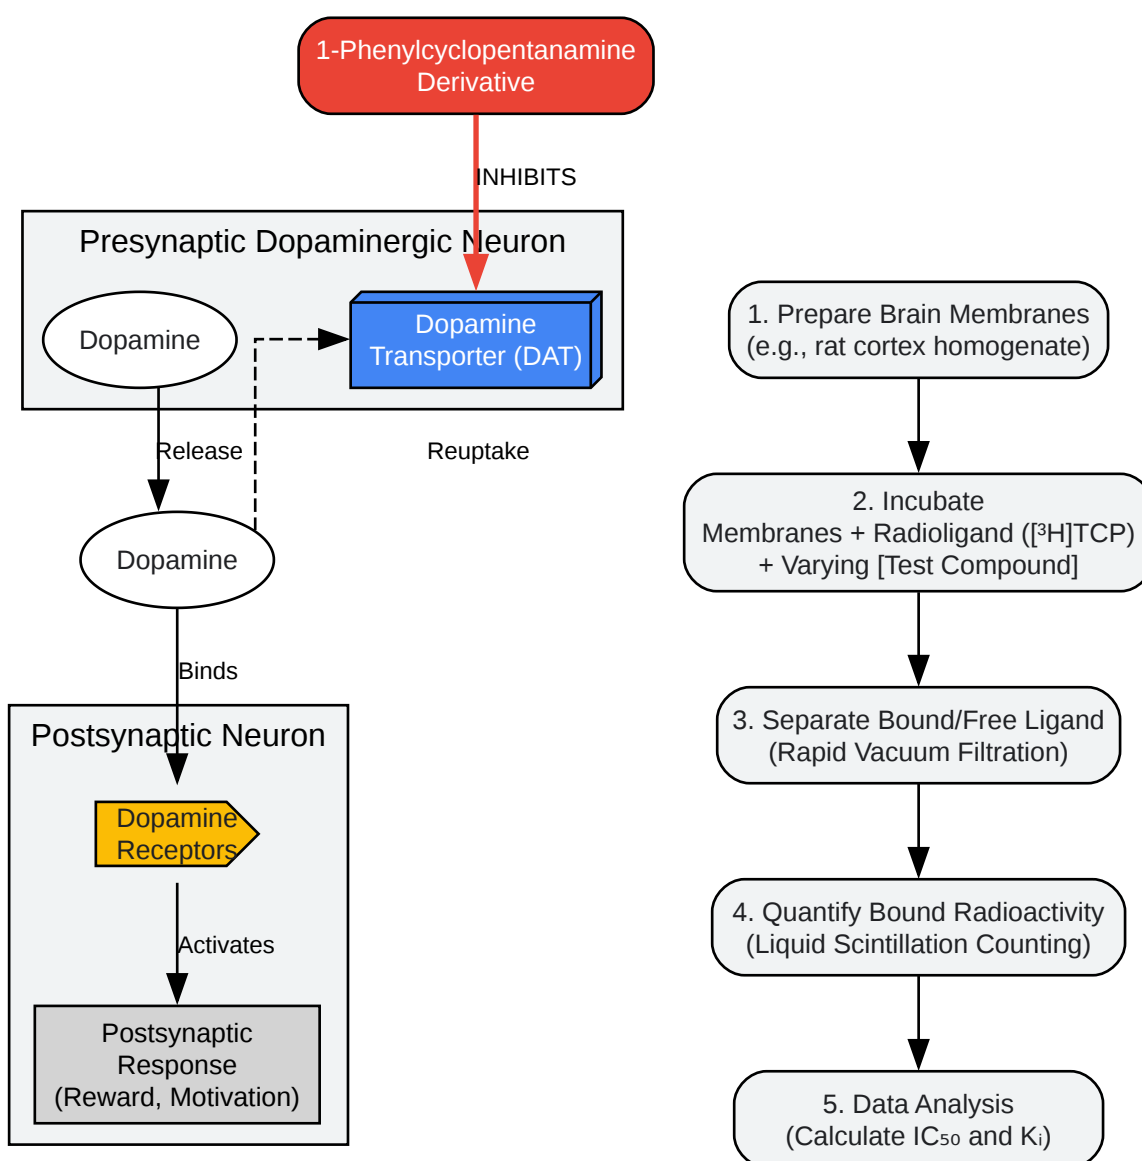 1-Phenylcyclopentanamine
Derivative
INHIBITS
Presynaptic Dopaminergic Neuron
Dopamine
Dopamine
Transporter (DAT)
Release
Reuptake
Dopamine
Binds
Postsynaptic Neuron
Dopamine
Receptors
Activates
Postsynaptic
Response
(Reward, Motivation)
1. Prepare Brain Membranes
(e.g., rat cortex homogenate)
2. Incubate
Membranes + Radioligand ([³H]TCP)
+ Varying [Test Compound]
3. Separate Bound/Free Ligand
(Rapid Vacuum Filtration)
4. Quantify Bound Radioactivity
(Liquid Scintillation Counting)
5. Data Analysis
(Calculate IC₅₀ and Kᵢ)